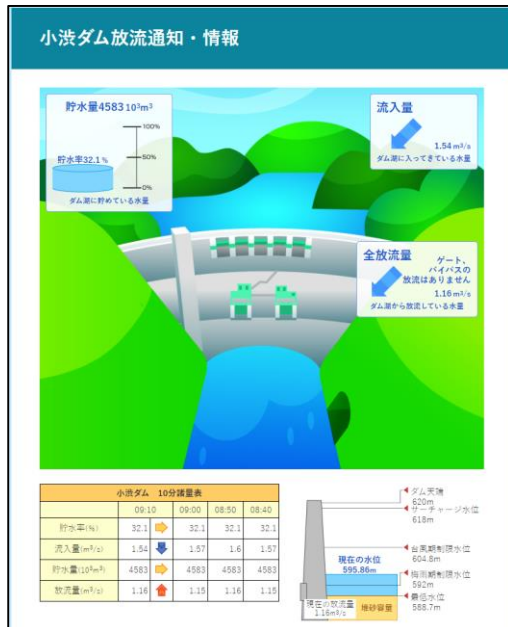 小渋ダム放流通知・情報
貯水量4583 10³m³
100%
貯水率32.1 %
50%
0%
ダム湖に貯めている水量
流入量
1.54 m³/s
ダム湖に入ってきている水量
全放流量
ゲート、
バイパスの
放流はありません
1.16 m³/s
ダム湖から放流している水量
小渋ダム 10分諸量表
09:10 09:00 08:50 08:40
貯水率(%) 32.1 32.1 32.1 32.1
流入量(m³/s) 1.54 1.57 1.6 1.57
貯水量(10³m³) 4583 4583 4583 4583
放流量(m³/s) 1.16 1.15 1.16 1.15
ダム天端
620m
サーチャージ水位
618m
台風期制限水位
604.8m
現在の水位
595.86m
梅雨期制限水位
592m
最低水位
588.7m
現在の放流量
1.16m³/s
堆砂容量